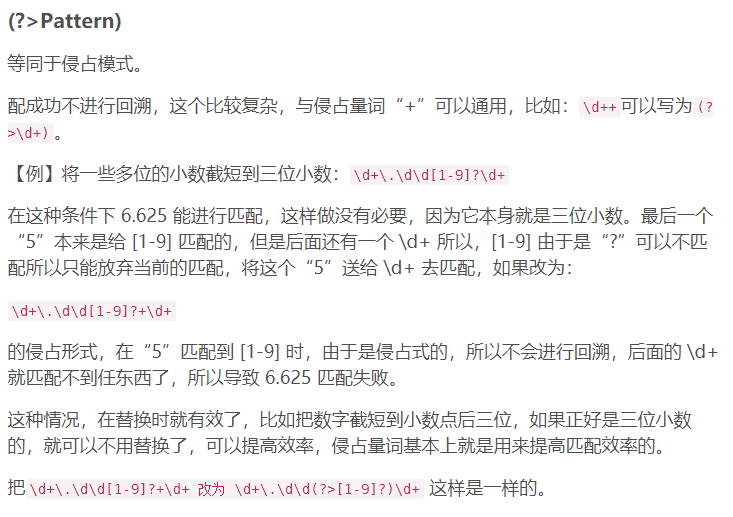 (?>Pattern)
等同于侵占模式。
配成功不进行回溯，这个比较复杂，与侵占量词“+”可以通用，比如：\d++可以写为(?
>\d+)。
【例】将一些多位的小数截短到三位小数：\d+\.\d\d[1-9]?\d+
在这种条件下 6.625 能进行匹配，这样做没有必要，因为它本身就是三位小数。最后一个
“5”本来是给 [1-9] 匹配的，但是后面还有一个 \d+ 所以，[1-9] 由于是“?”可以不匹
配所以只能放弃当前的匹配，将这个“5”送给 \d+ 去匹配，如果改为：
\d+\.\d\d[1-9]?+\d+
的侵占形式，在“5”匹配到 [1-9] 时，由于是侵占式的，所以不会进行回溯，后面的 \d+
就匹配不到任东西了，所以导致 6.625 匹配失败。
这种情况，在替换时就有效了，比如把数字截短到小数点后三位，如果正好是三位小数
的，就可以不用替换了，可以提高效率，侵占量词基本上就是用来提高匹配效率的。
把 \d+\.\d\d[1-9]?+\d+ 改为 \d+\.\d\d(?>[1-9]?)\d+ 这样是一样的。